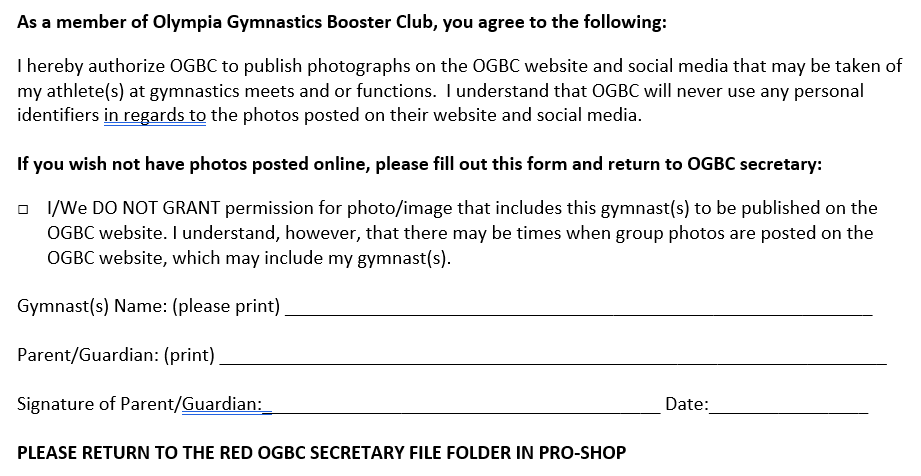 As a member of Olympia Gymnastics Booster Club, you agree to the following:
I hereby authorize OGBC to publish photographs on the OGBC website and social media that may be taken of
my athlete(s) at gymnastics meets and or functions.  I understand that OGBC will never use any personal
identifiers in regards to the photos posted on their website and social media.
If you wish not have photos posted online, please fill out this form and return to OGBC secretary:
□ I/We DO NOT GRANT permission for photo/image that includes this gymnast(s) to be published on the
OGBC website. I understand, however, that there may be times when group photos are posted on the
OGBC website, which may include my gymnast(s).
Gymnast(s) Name: (please print) ____________________
Parent/Guardian: (print) ____________________
Signature of Parent/Guardian:____________________ Date:__________
PLEASE RETURN TO THE RED OGBC SECRETARY FILE FOLDER IN PRO-SHOP